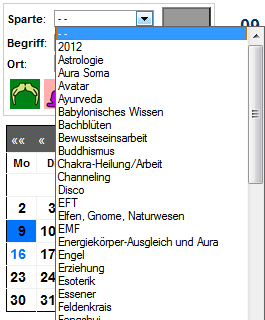 Sparte: - -
Begriff:
Ort:
- -
2012
Astrologie
Aura Soma
Avatar
Ayurveda
Babylonisches Wissen
Bachblüten
Bewusstseinsarbeit
Buddhismus
Chakra-Heilung/Arbeit
Channeling
Disco
EFT
Elfen, Gnome, Naturwesen
EMF
Energiekörper-Ausgleich und Aura
Engel
Erziehung
Esoterik
Essener
Feldenkrais
«« «
Mo D
2 3
9 10
16 17
23 24
30 31